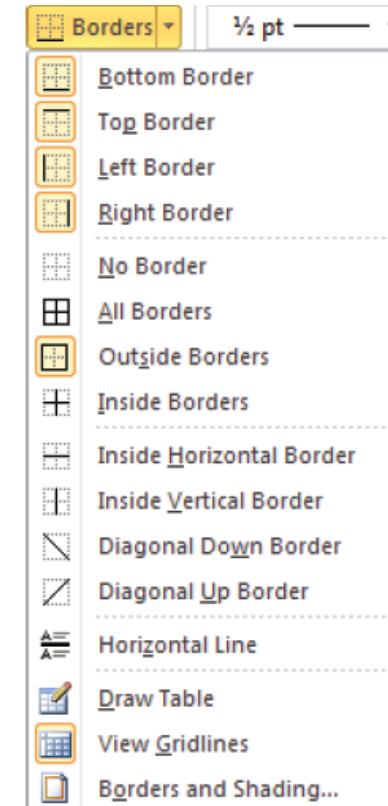 Borders ½ pt
Bottom Border
Top Border
Left Border
Right Border
No Border
All Borders
Outside Borders
Inside Borders
Inside Horizontal Border
Inside Vertical Border
Diagonal Down Border
Diagonal Up Border
Horizontal Line
Draw Table
View Gridlines
Borders and Shading...